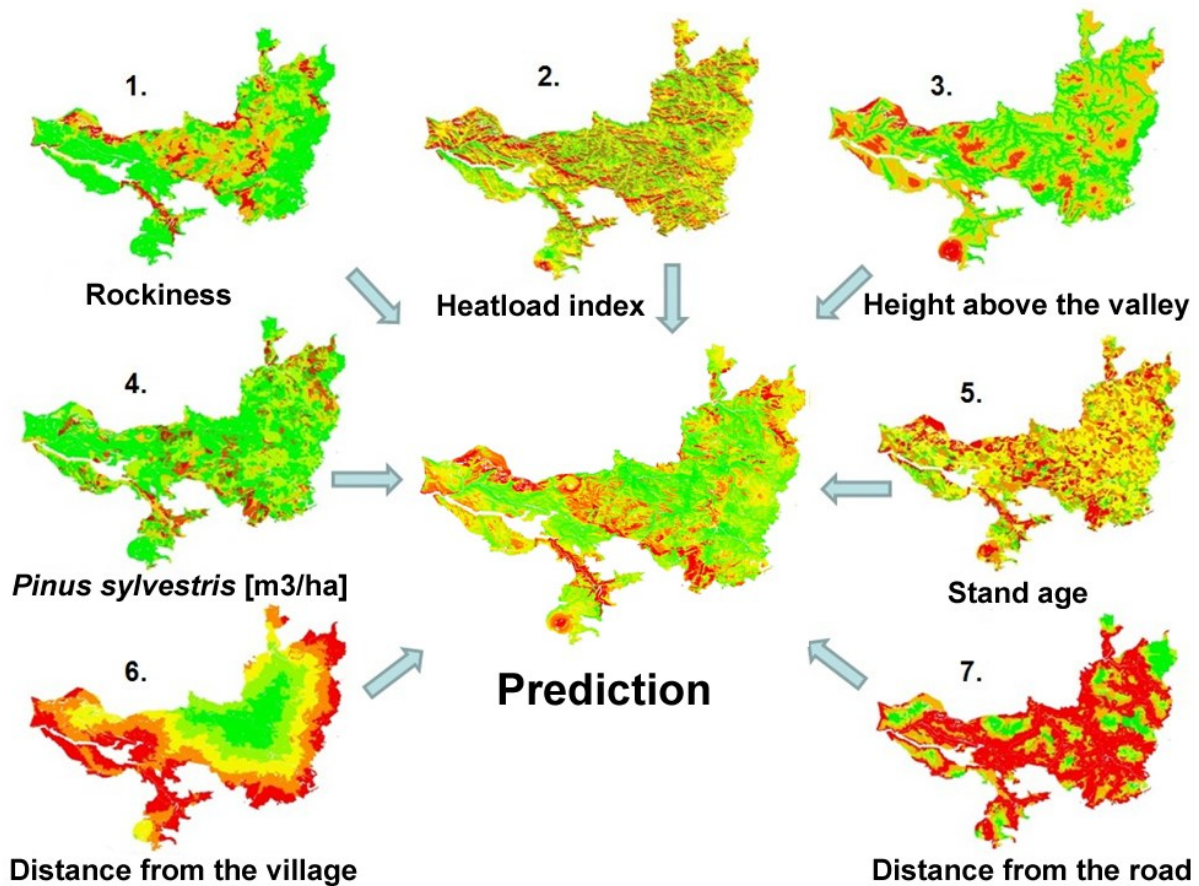 1.
Rockiness
2.
Heatload index
3.
Height above the valley
4.
Pinus sylvestris [m3/ha]
5.
Stand age
Prediction
6.
Distance from the village
7.
Distance from the road